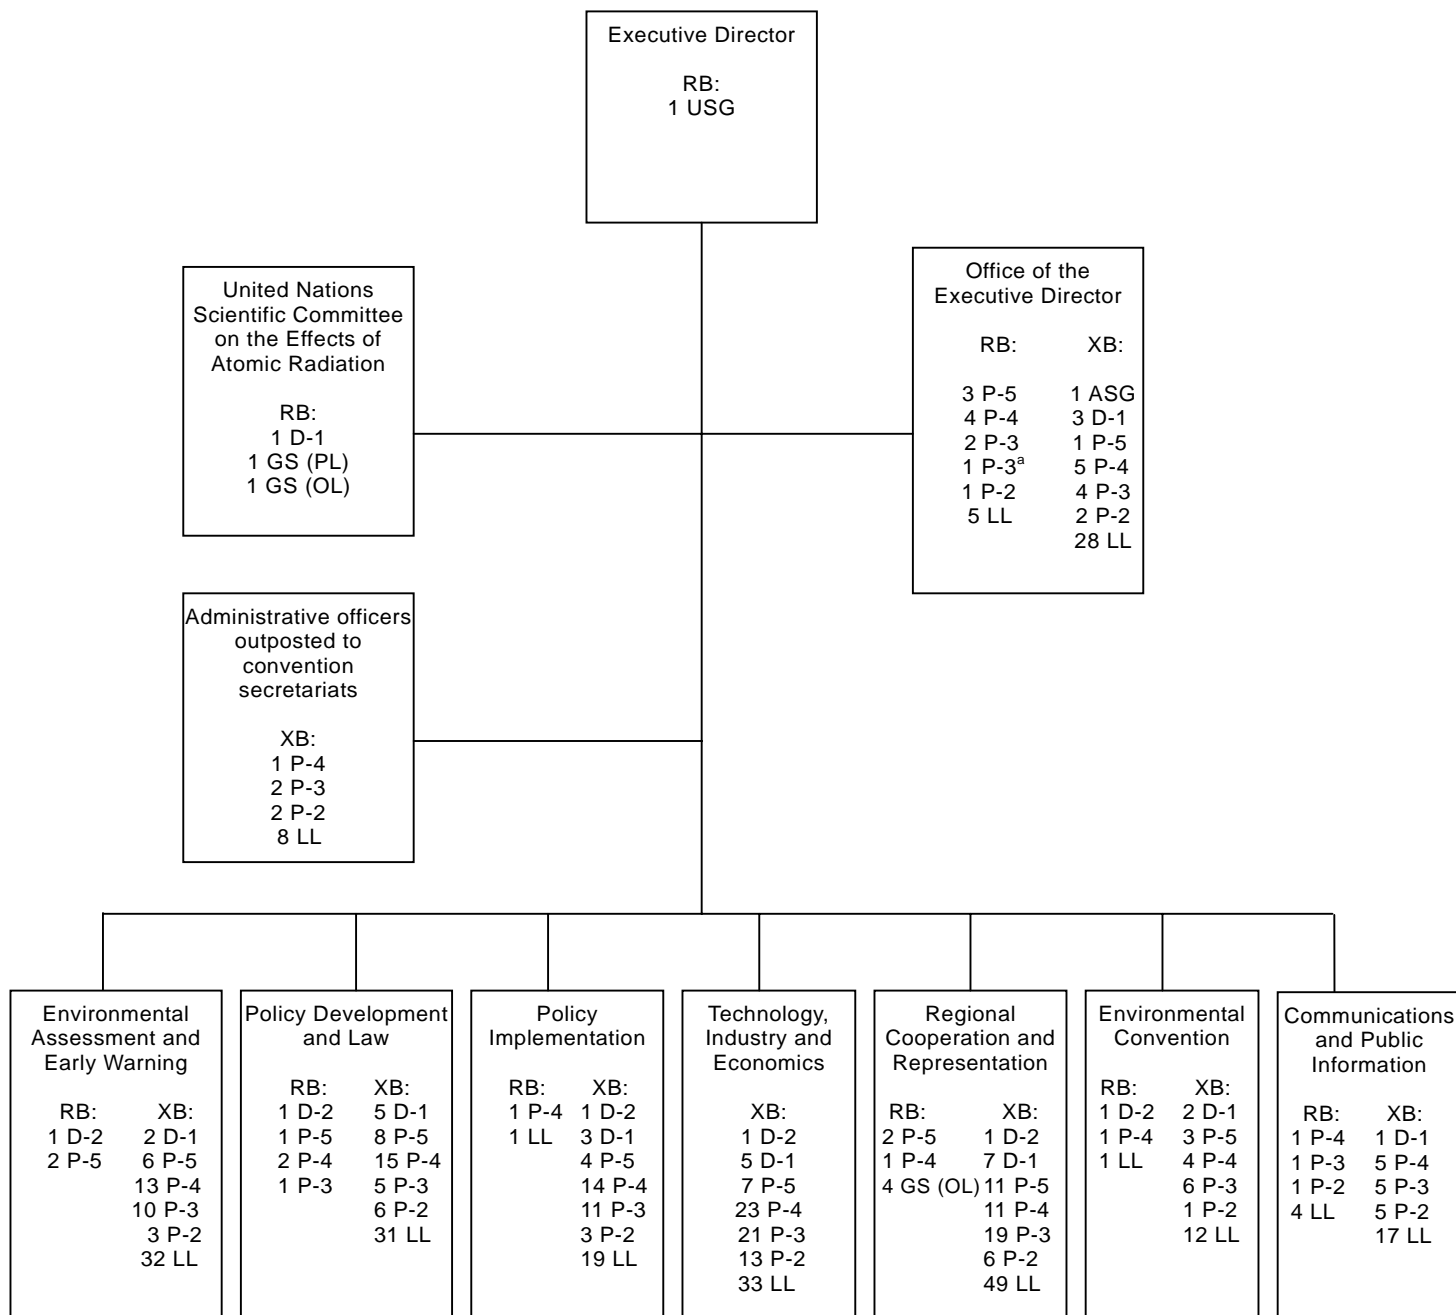 Executive Director
RB:
1 USG
United Nations
Scientific Committee
on the Effects of
Atomic Radiation
RB:
1 D-1
1 GS (PL)
1 GS (OL)
Office of the
Executive Director
RB: XB:
3 P-5 1 ASG
4 P-4 3 D-1
2 P-3 1 P-5
1 P-3ᵃ 5 P-4
1 P-2 4 P-3
5 LL 2 P-2
28 LL
Administrative officers
outposted to
convention
secretariats
XB:
1 P-4
2 P-3
2 P-2
8 LL
Environmental
Assessment and
Early Warning
RB: XB:
1 D-2 2 D-1
2 P-5 6 P-5
13 P-4
10 P-3
3 P-2
32 LL
Policy Development
and Law
RB: XB:
1 D-2 5 D-1
1 P-5 8 P-5
2 P-4 15 P-4
1 P-3 5 P-3
6 P-2
31 LL
Policy
Implementation
RB: XB:
1 P-4 1 D-2
1 LL 3 D-1
4 P-5
14 P-4
11 P-3
3 P-2
19 LL
Technology,
Industry and
Economics
XB:
1 D-2
5 D-1
7 P-5
23 P-4
21 P-3
13 P-2
33 LL
Regional
Cooperation and
Representation
RB: XB:
2 P-5 1 D-2
1 P-4 7 D-1
4 GS (OL) 11 P-5
11 P-4
19 P-3
6 P-2
49 LL
Environmental
Convention
RB: XB:
1 D-2 2 D-1
1 P-4 3 P-5
1 LL 4 P-4
6 P-3
1 P-2
12 LL
Communications
and Public
Information
RB: XB:
1 P-4 1 D-1
1 P-3 5 P-4
1 P-2 5 P-3
4 LL 5 P-2
17 LL